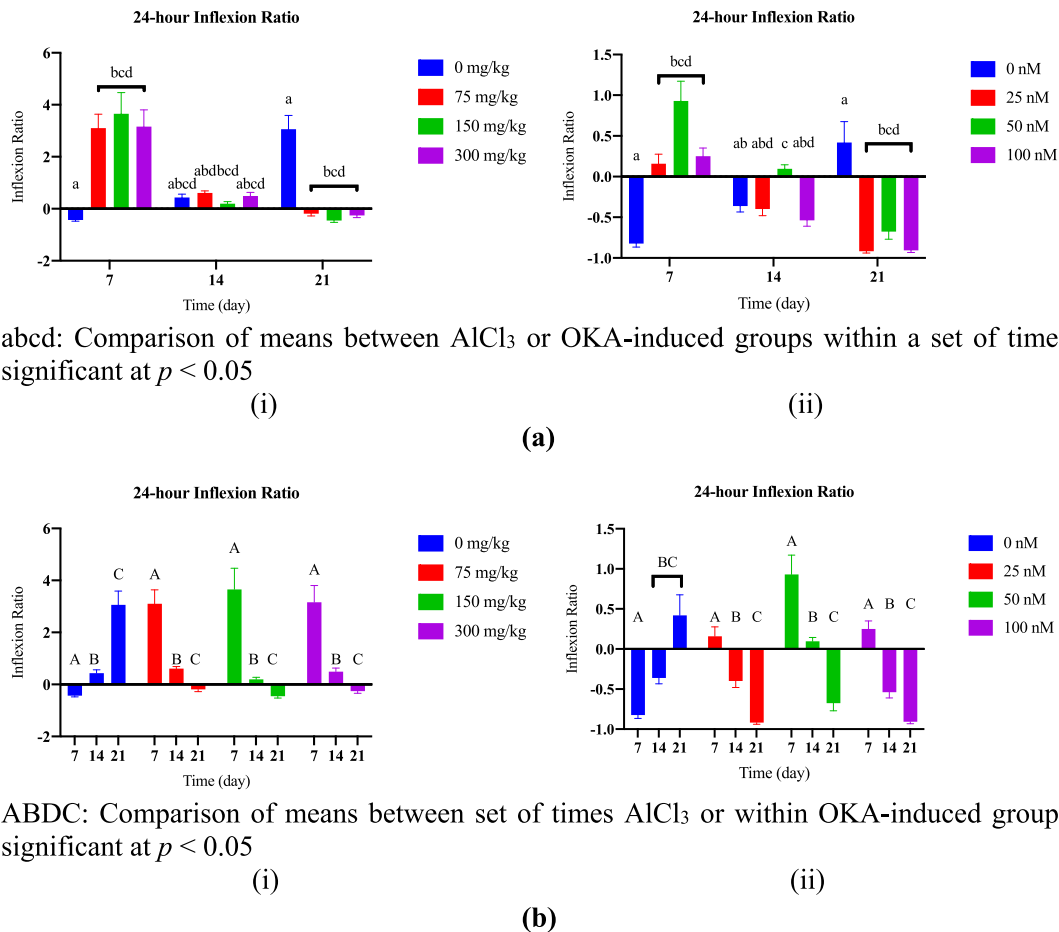 24-hour Inflexion Ratio
6
4
2
0
-2
Inflexion Ratio
a
bcd
abcd
abd
bcd
abcd
a
bcd
7
14
21
Time (day)
0 mg/kg
75 mg/kg
150 mg/kg
300 mg/kg
24-hour Inflexion Ratio
1.5
1.0
0.5
0.0
-0.5
-1.0
Inflexion Ratio
a
bcd
ab
abd
c
abd
a
bcd
7
14
21
Time (day)
0 nM
25 nM
50 nM
100 nM
abcd: Comparison of means between AlCl₃ or OKA-induced groups within a set of time
significant at p < 0.05
(i)
(ii)
(a)
24-hour Inflexion Ratio
6
4
2
0
-2
Inflexion Ratio
A B C
A B C
A B C
A B C
7 14 21 7 14 21 7 14 21 7 14 21
Time (day)
0 mg/kg
75 mg/kg
150 mg/kg
300 mg/kg
24-hour Inflexion Ratio
1.5
1.0
0.5
0.0
-0.5
-1.0
Inflexion Ratio
A BC
A B C
A B C
A B C
7 14 21 7 14 21 7 14 21 7 14 21
Time (day)
0 nM
25 nM
50 nM
100 nM
ABDC: Comparison of means between set of times AlCl₃ or within OKA-induced group
significant at p < 0.05
(i)
(ii)
(b)